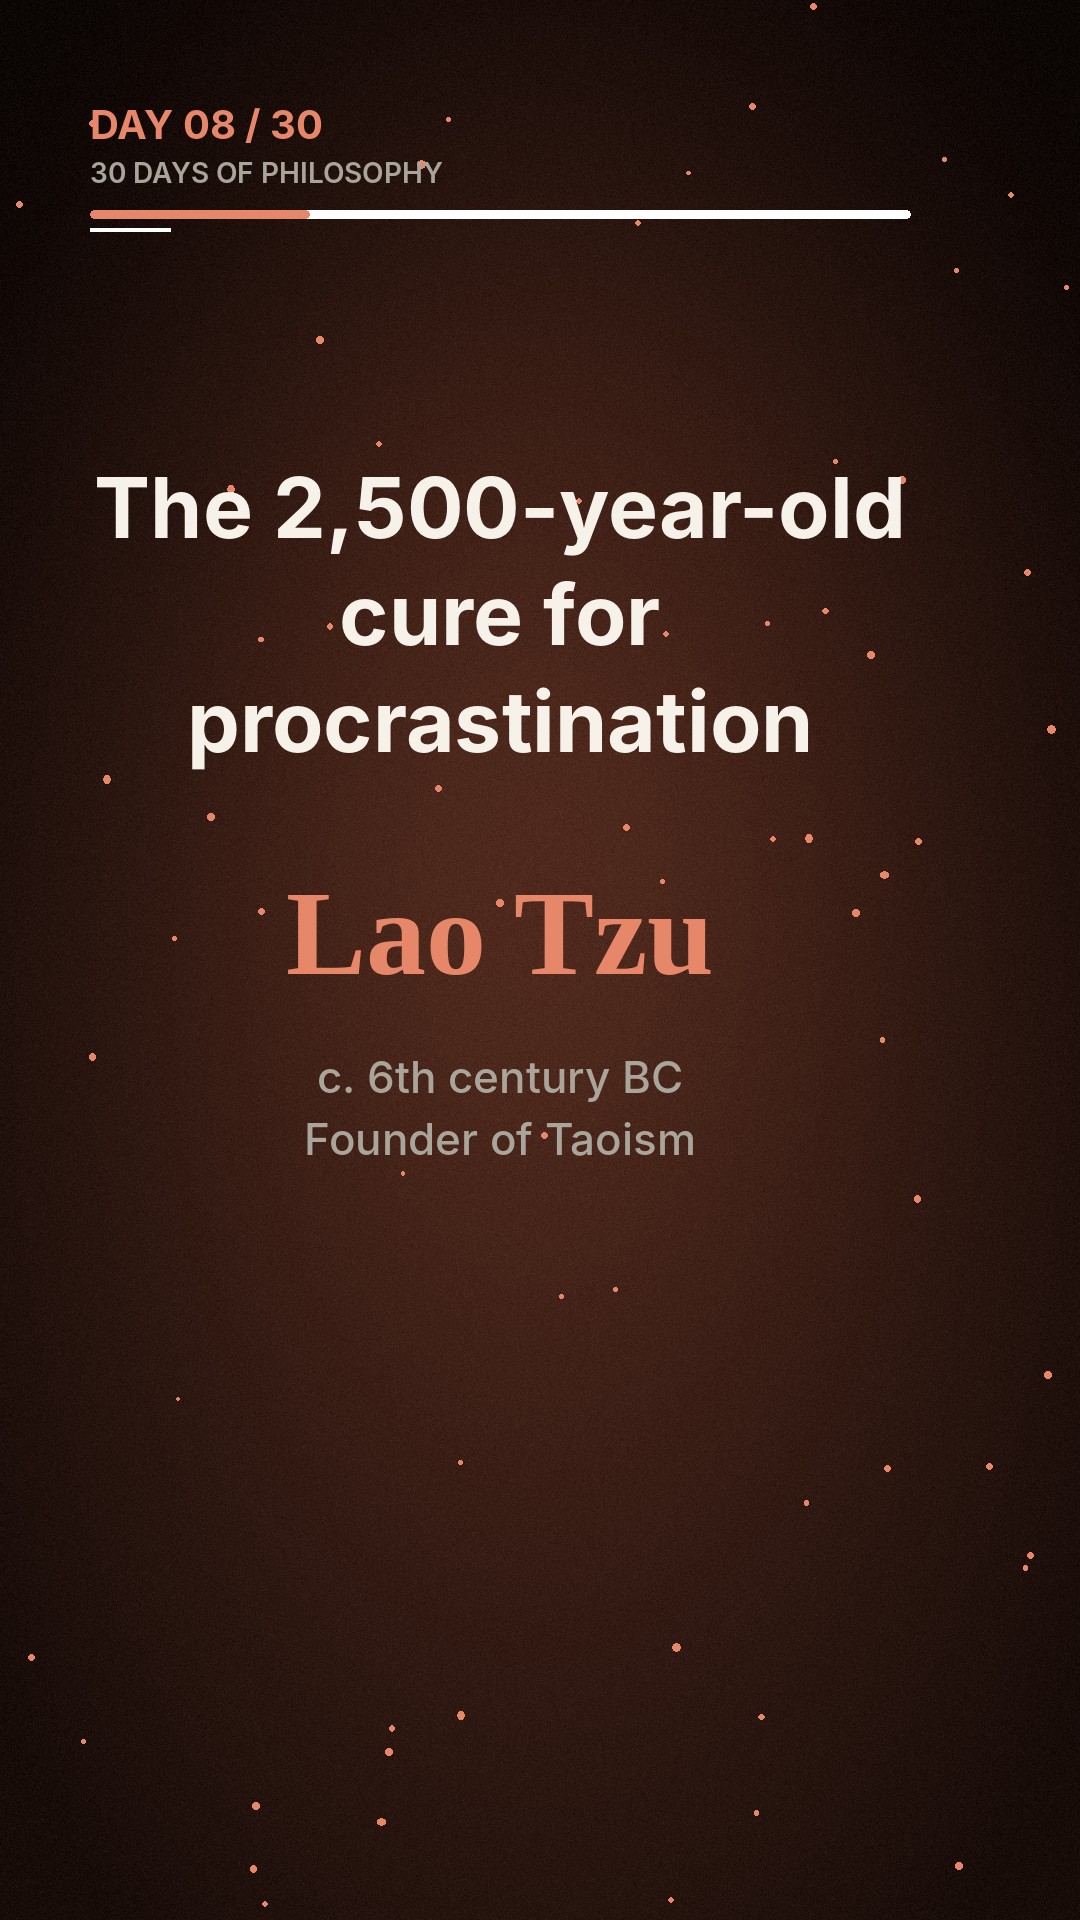 DAY 08 / 30
30 DAYS OF PHILOSOPHY
The 2,500-year-old
cure for
procrastination
Lao Tzu
c. 6th century BC
Founder of Taoism